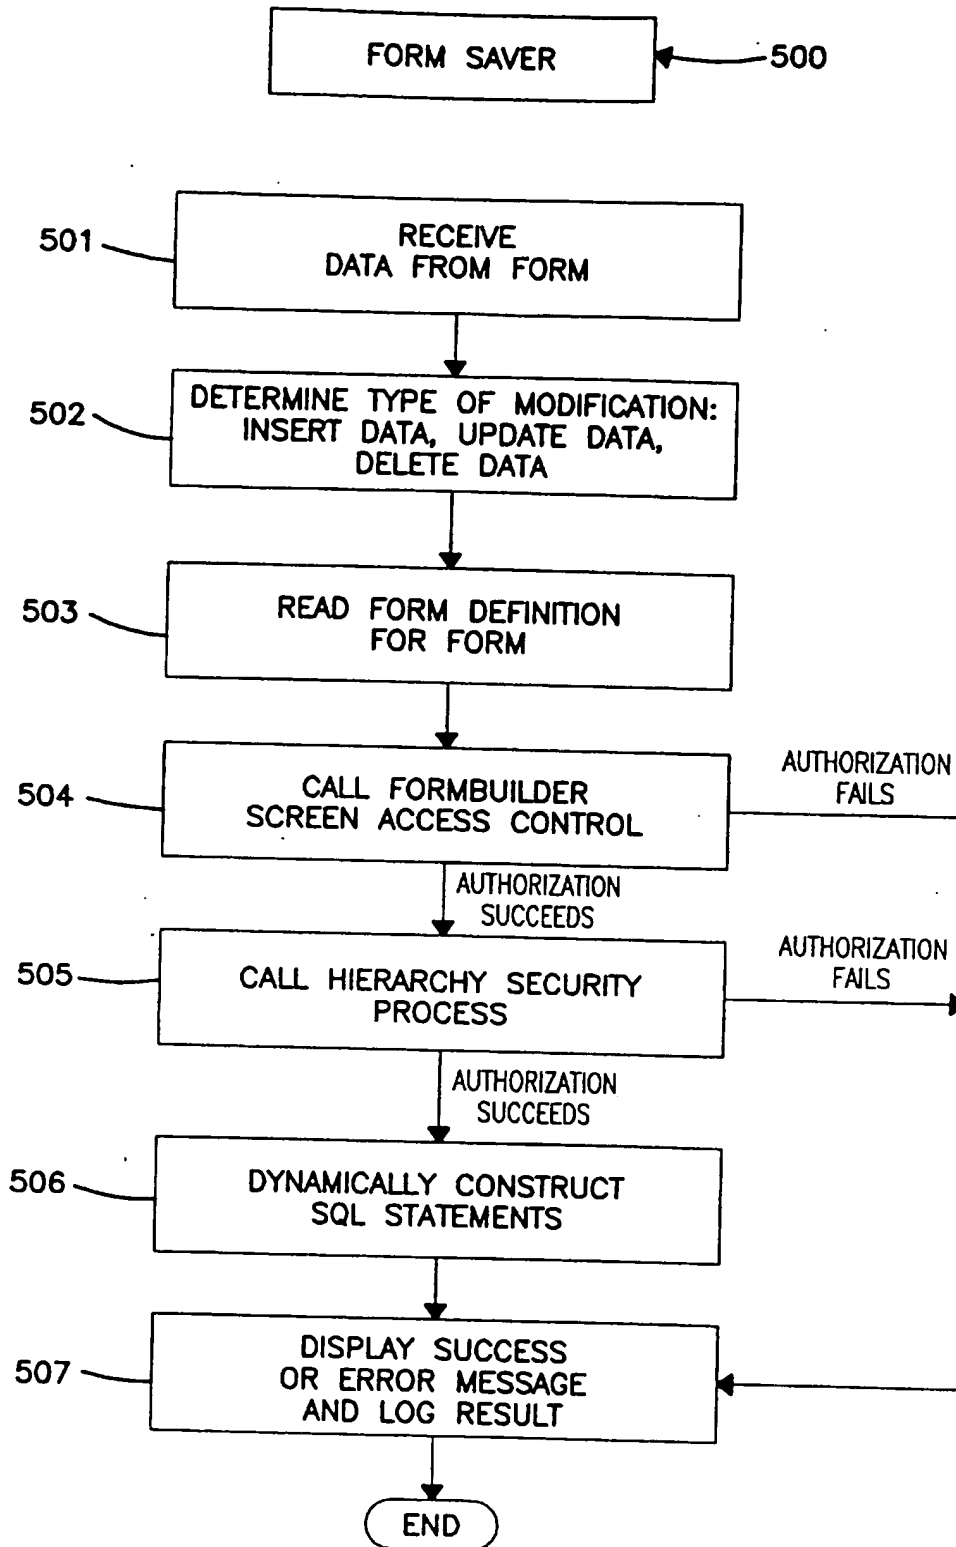 FORM SAVER
500
501
RECEIVE
DATA FROM FORM
502
DETERMINE TYPE OF MODIFICATION:
INSERT DATA, UPDATE DATA,
DELETE DATA
503
READ FORM DEFINITION
FOR FORM
504
CALL FORMBUILDER
SCREEN ACCESS CONTROL
AUTHORIZATION
FAILS
AUTHORIZATION
SUCCEEDS
505
CALL HIERARCHY SECURITY
PROCESS
AUTHORIZATION
FAILS
AUTHORIZATION
SUCCEEDS
506
DYNAMICALLY CONSTRUCT
SQL STATEMENTS
507
DISPLAY SUCCESS
OR ERROR MESSAGE
AND LOG RESULT
END